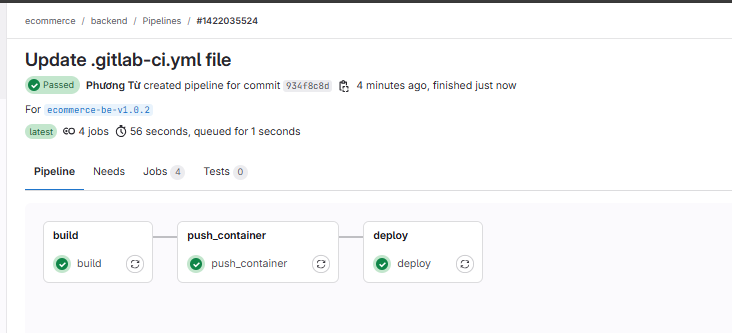 ecommerce / backend / Pipelines / #1422035524
Update .gitlab-ci.yml file
Passed Phương Từ created pipeline for commit 934f8c8d 4 minutes ago, finished just now
For ecommerce-be-v1.0.2
latest 4 jobs 56 seconds, queued for 1 seconds
Pipeline Needs Jobs 4 Tests 0
build push_container deploy
build push_container deploy